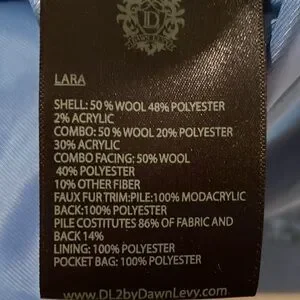 LARA
SHELL: 50 % WOOL 48% POLYESTER
2% ACRYLIC
COMBO: 50 % WOOL 20% POLYESTER
30% ACRYLIC
COMBO FACING: 50% WOOL
40% POLYESTER
10% OTHER FIBER
FAUX FUR TRIM:PILE:100% MODACRYLIC
BACK:100% POLYESTER
PILE COSTITUTES 86% OF FABRIC AND
BACK 14%
LINING: 100% POLYESTER
POCKET BAG: 100% POLYESTER
www.DL2byDawnLevy.com